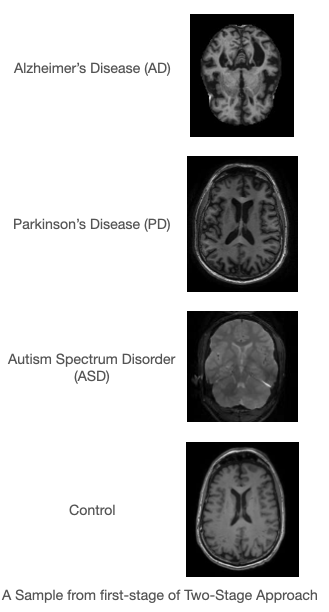 Alzheimer's Disease (AD)
Parkinson's Disease (PD)
Autism Spectrum Disorder
(ASD)
Control
A Sample from first-stage of Two-Stage Approach